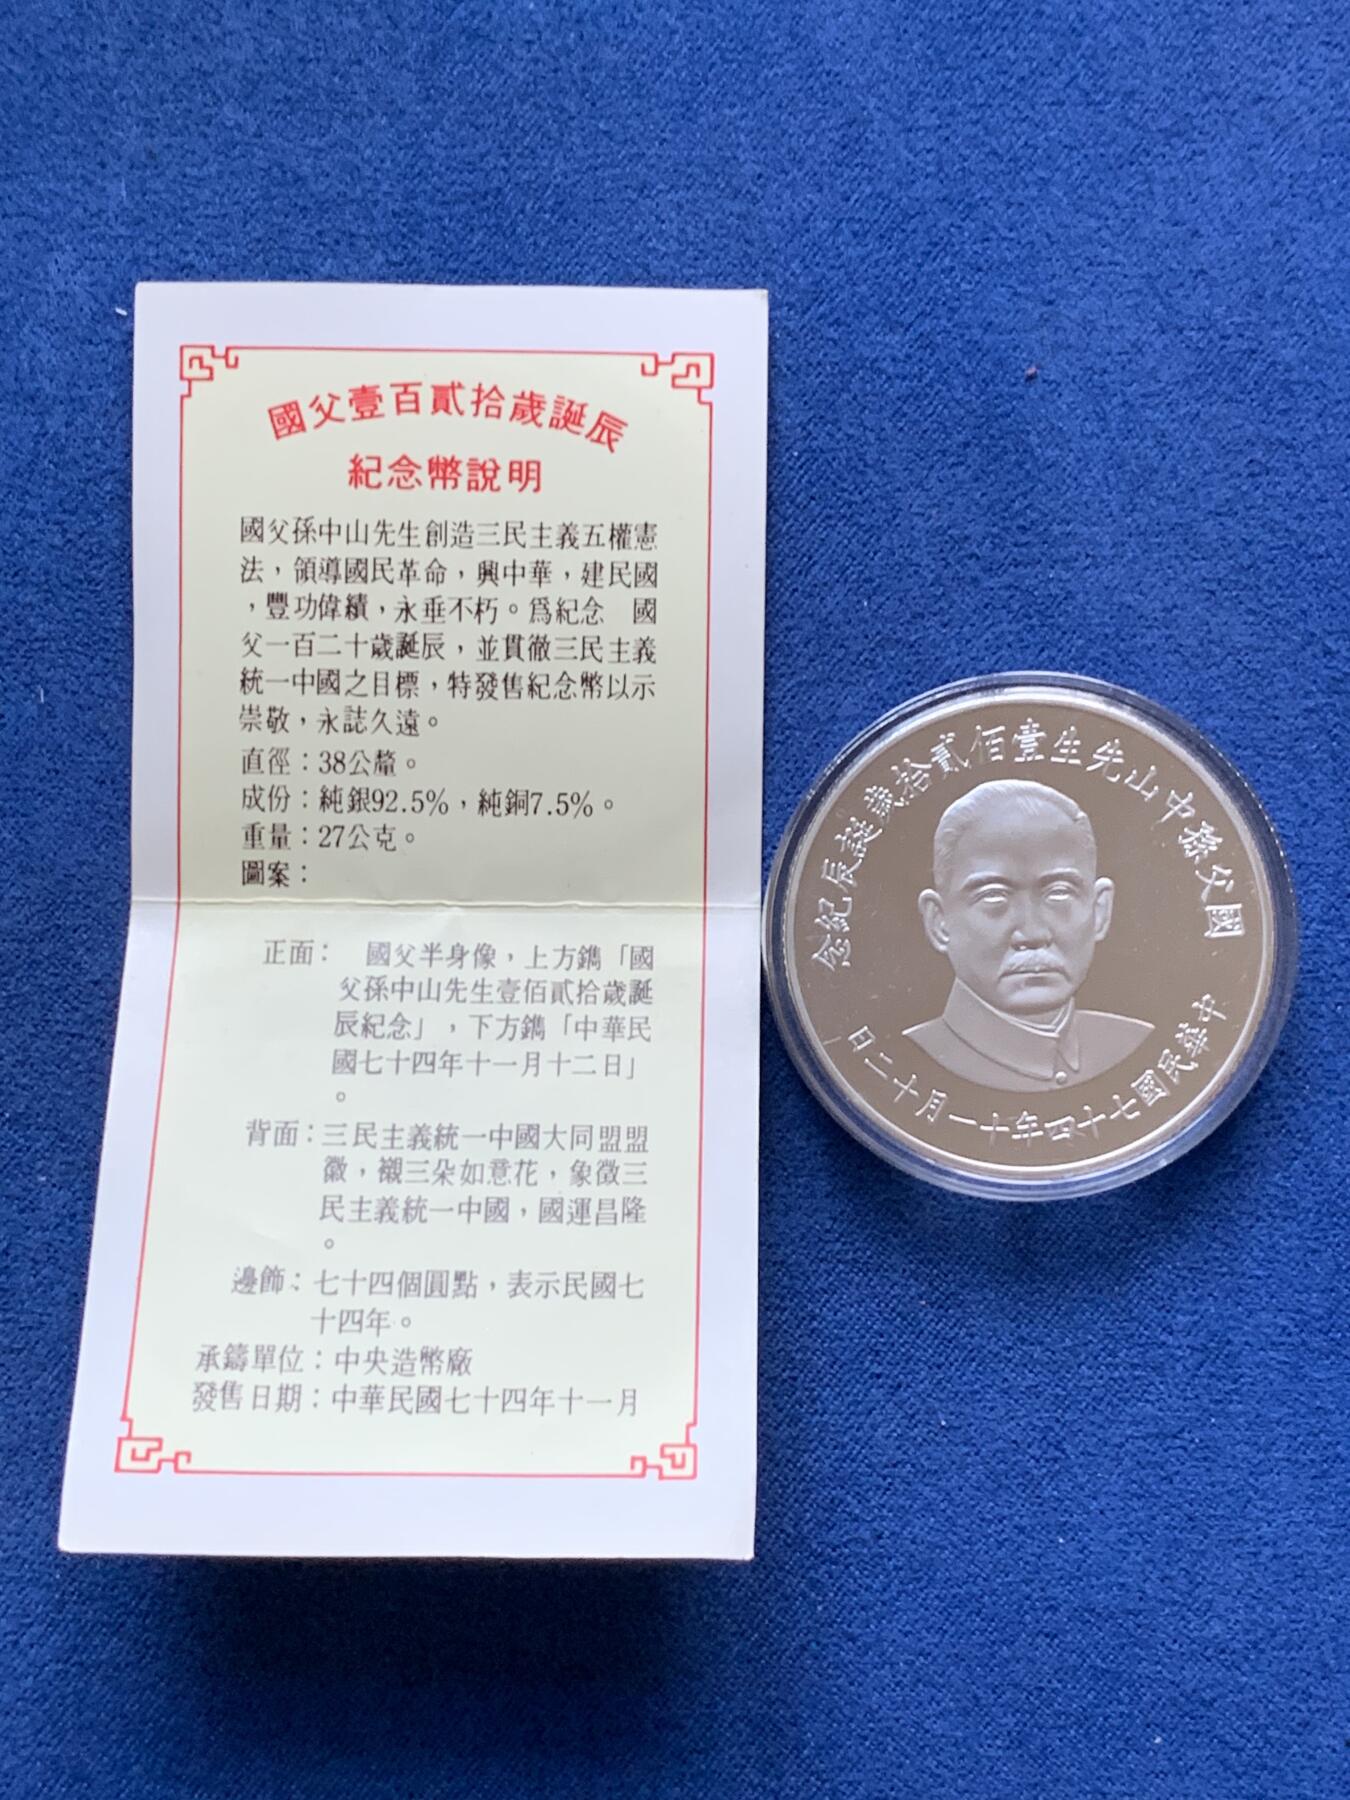 國父壹百貳拾歲誕辰
紀念幣說明
國父孫中山先生創造三民主義五權憲
法，領導國民革命，興中華，建民國
，豐功偉績，永垂不朽。爲紀念　國
父一百二十歲誕辰，並貫徹三民主義
統一中國之目標，特發售紀念幣以示
崇敬，永誌久遠。
直徑：38公釐。
成份：純銀92.5%，純銅7.5%。
重量：27公克。
圖案：
正面：　國父半身像，上方鐫「國
父孫中山先生壹佰貳拾歲誕
辰紀念」，下方鐫「中華民
國七十四年十一月十二日」
。
背面：三民主義統一中國大同盟盟
徽，襯三朵如意花，象徵三
民主義統一中國，國運昌隆
。
邊飾：七十四個圓點，表示民國七
十四年。
承鑄單位：中央造幣廠
發售日期：中華民國七十四年十一月
國父孫中山先生壹佰貳拾歲誕辰紀念
中華民國七十四年十一月十二日